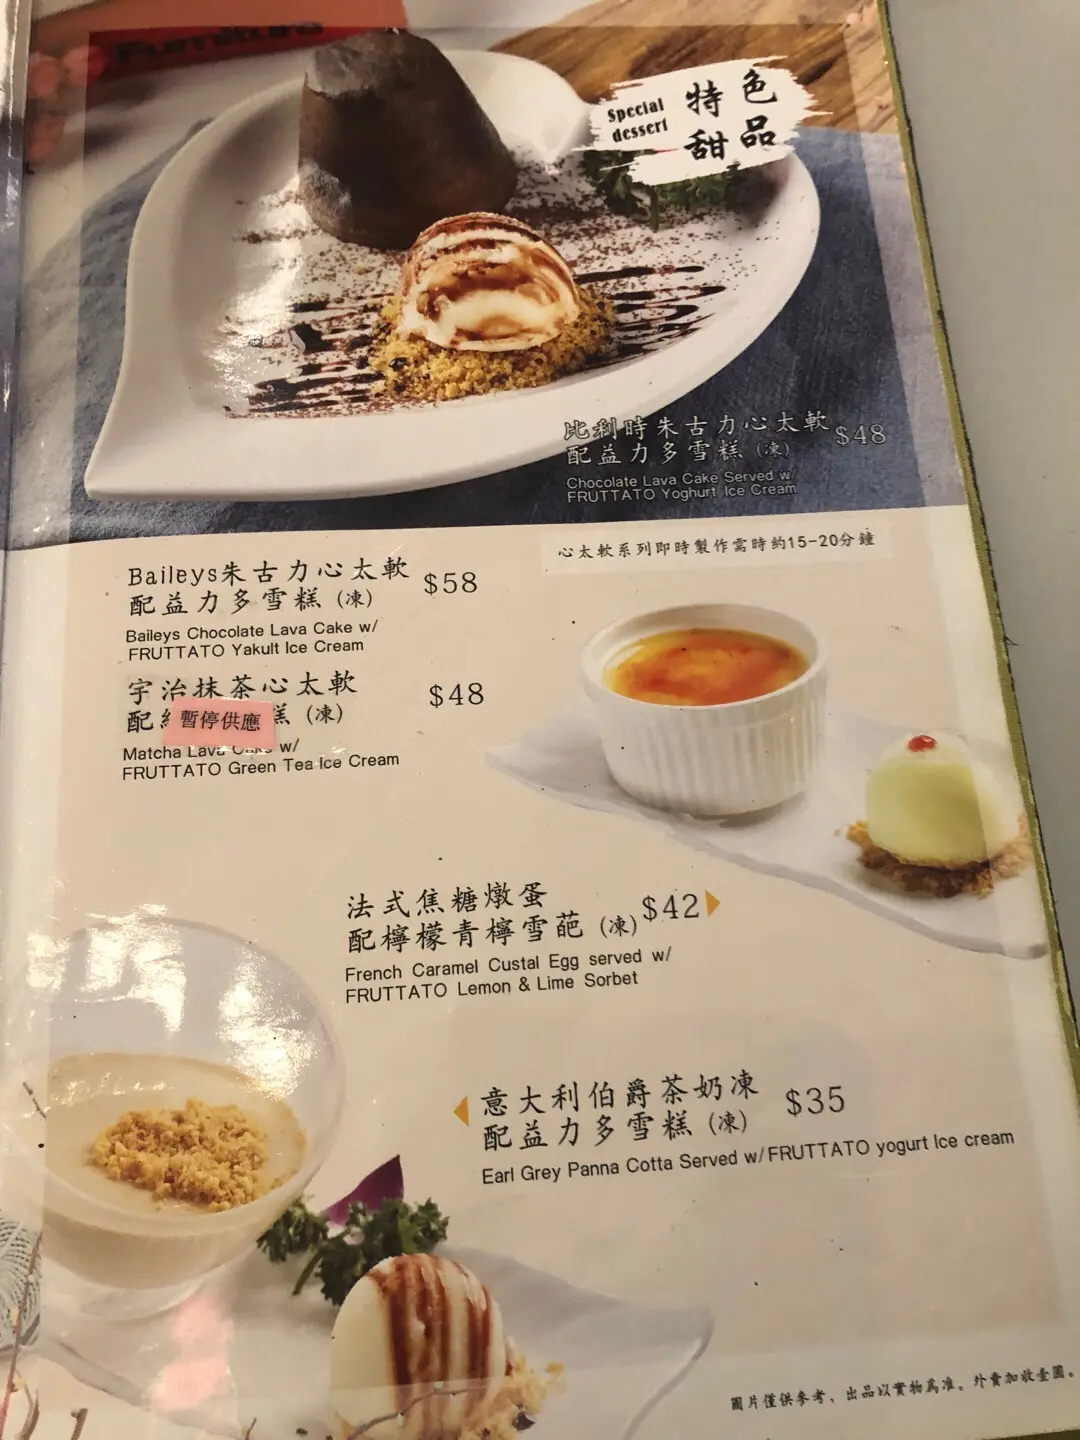 Special
dessert
特色
甜品
比利時朱古力心太軟
配益力多雪糕(凍)
$48
Chocolate Lava Cake Served w/
FRUTTATO Yoghurt Ice Cream
心太軟系列即時製作需時約15-20分鐘
Baileys朱古力心太軟
配益力多雪糕(凍)
$58
Baileys Chocolate Lava Cake w/
FRUTTATO Yakult Ice Cream
宇治抹茶心太軟
配 糕(凍)
$48
暫停供應
Matcha Lava Cake w/
FRUTTATO Green Tea Ice Cream
法式焦糖燉蛋
配檸檬青檸雪葩(凍)
$42
French Caramel Custal Egg served w/
FRUTTATO Lemon & Lime Sorbet
意大利伯爵茶奶凍
配益力多雪糕(凍)
$35
Earl Grey Panna Cotta Served w/FRUTTATO yogurt Ice cream
圖片僅供參考、出品以實物為准。外賣加收壹圓。